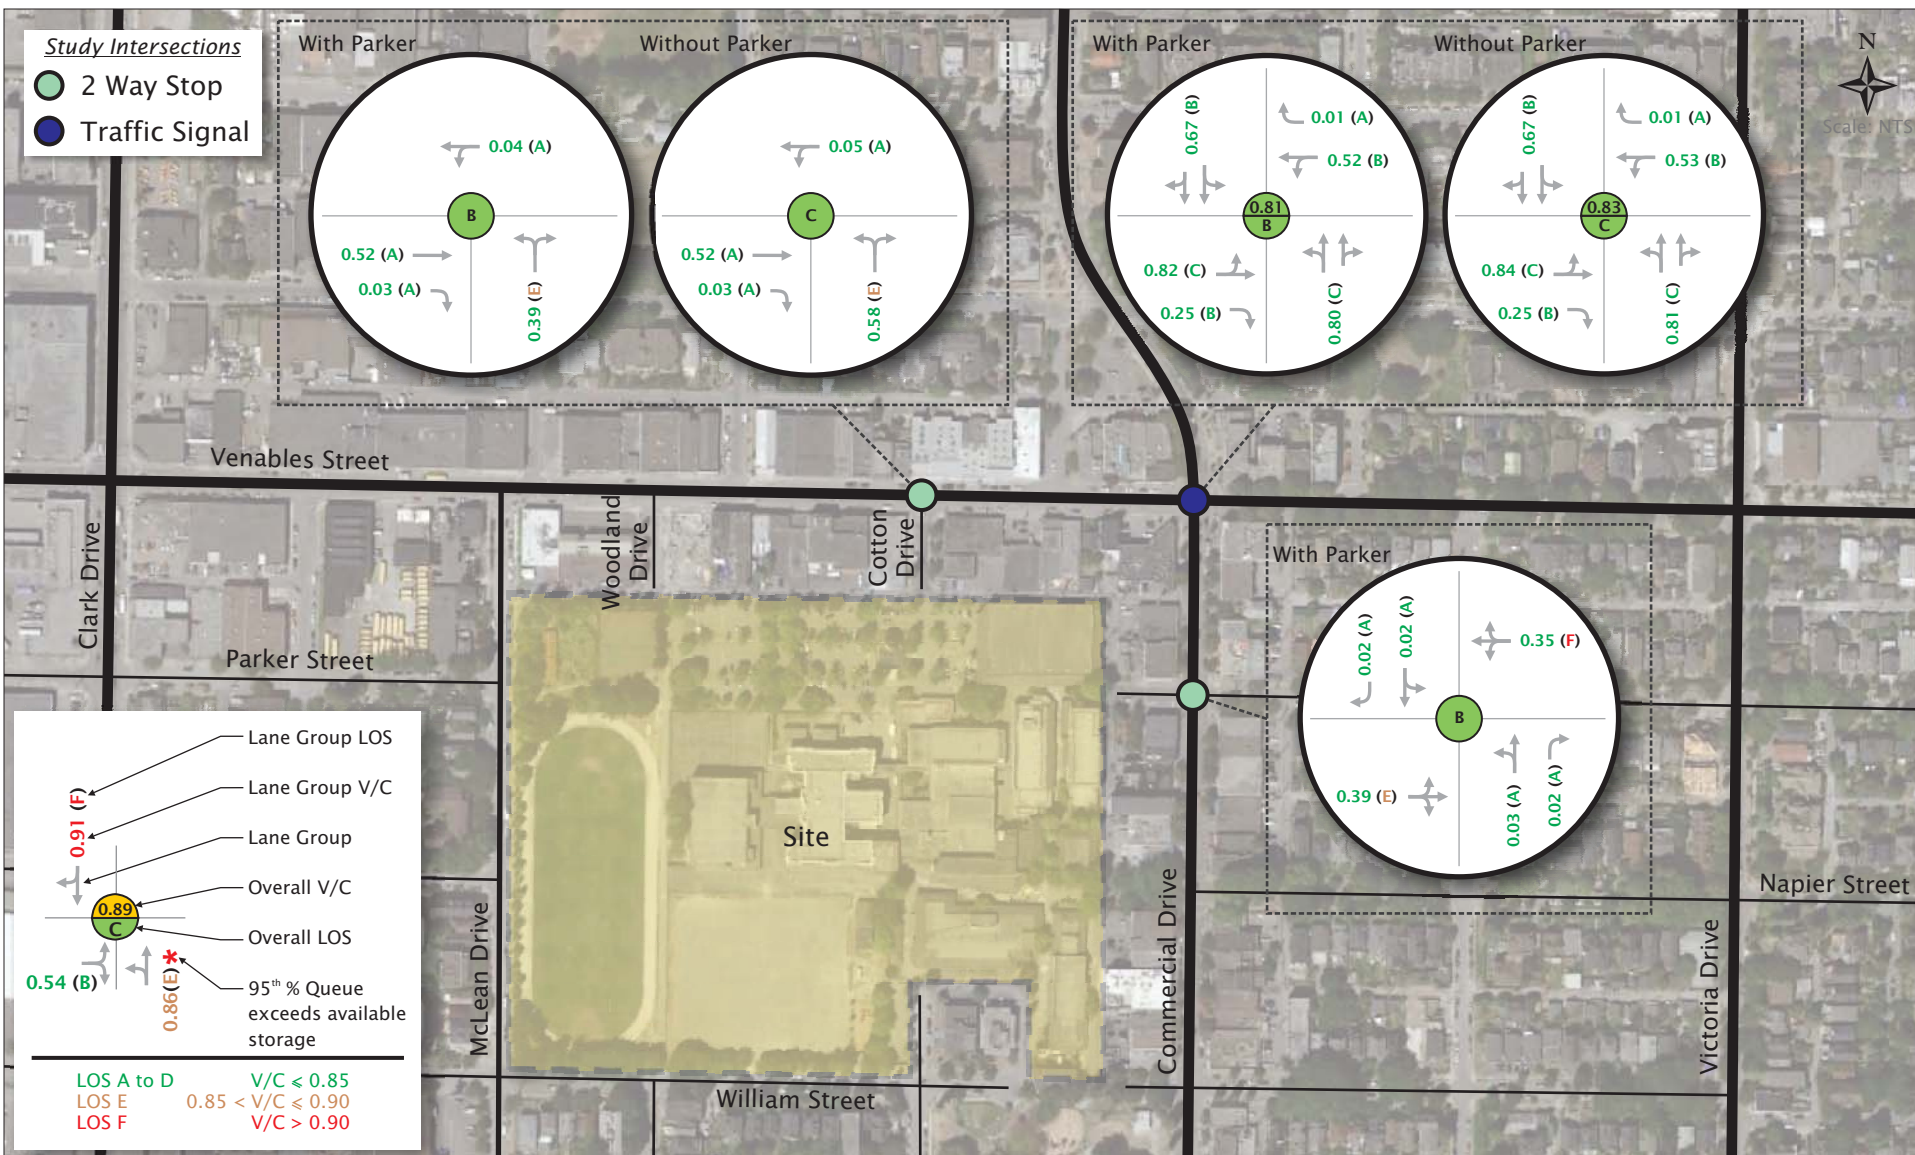 Study Intersections
2 Way Stop
Traffic Signal
With Parker
Without Parker
0.04 (A)
B
0.52 (A)
0.03 (A)
0.39 (E)
0.05 (A)
C
0.52 (A)
0.03 (A)
0.58 (E)
With Parker
Without Parker
0.67 (B)
0.01 (A)
0.52 (B)
0.81
B
0.82 (C)
0.25 (B)
0.80 (C)
0.67 (B)
0.01 (A)
0.53 (B)
0.83
C
0.84 (C)
0.25 (B)
0.81 (C)
N
Scale: NTS
Venables Street
Clark Drive
Woodland
Drive
Cotton
Drive
Parker Street
With Parker
0.02 (A)
0.02 (A)
0.35 (F)
B
0.39 (E)
0.03 (A)
0.02 (A)
Site
McLean Drive
Commercial Drive
Victoria Drive
Napier Street
William Street
Lane Group LOS
0.91 (F)
Lane Group V/C
Lane Group
Overall V/C
0.89
C
Overall LOS
0.54 (B)
0.86(E)*
95th % Queue
exceeds available
storage
LOS A to D V/C ⩽ 0.85
LOS E 0.85 < V/C ⩽ 0.90
LOS F V/C > 0.90